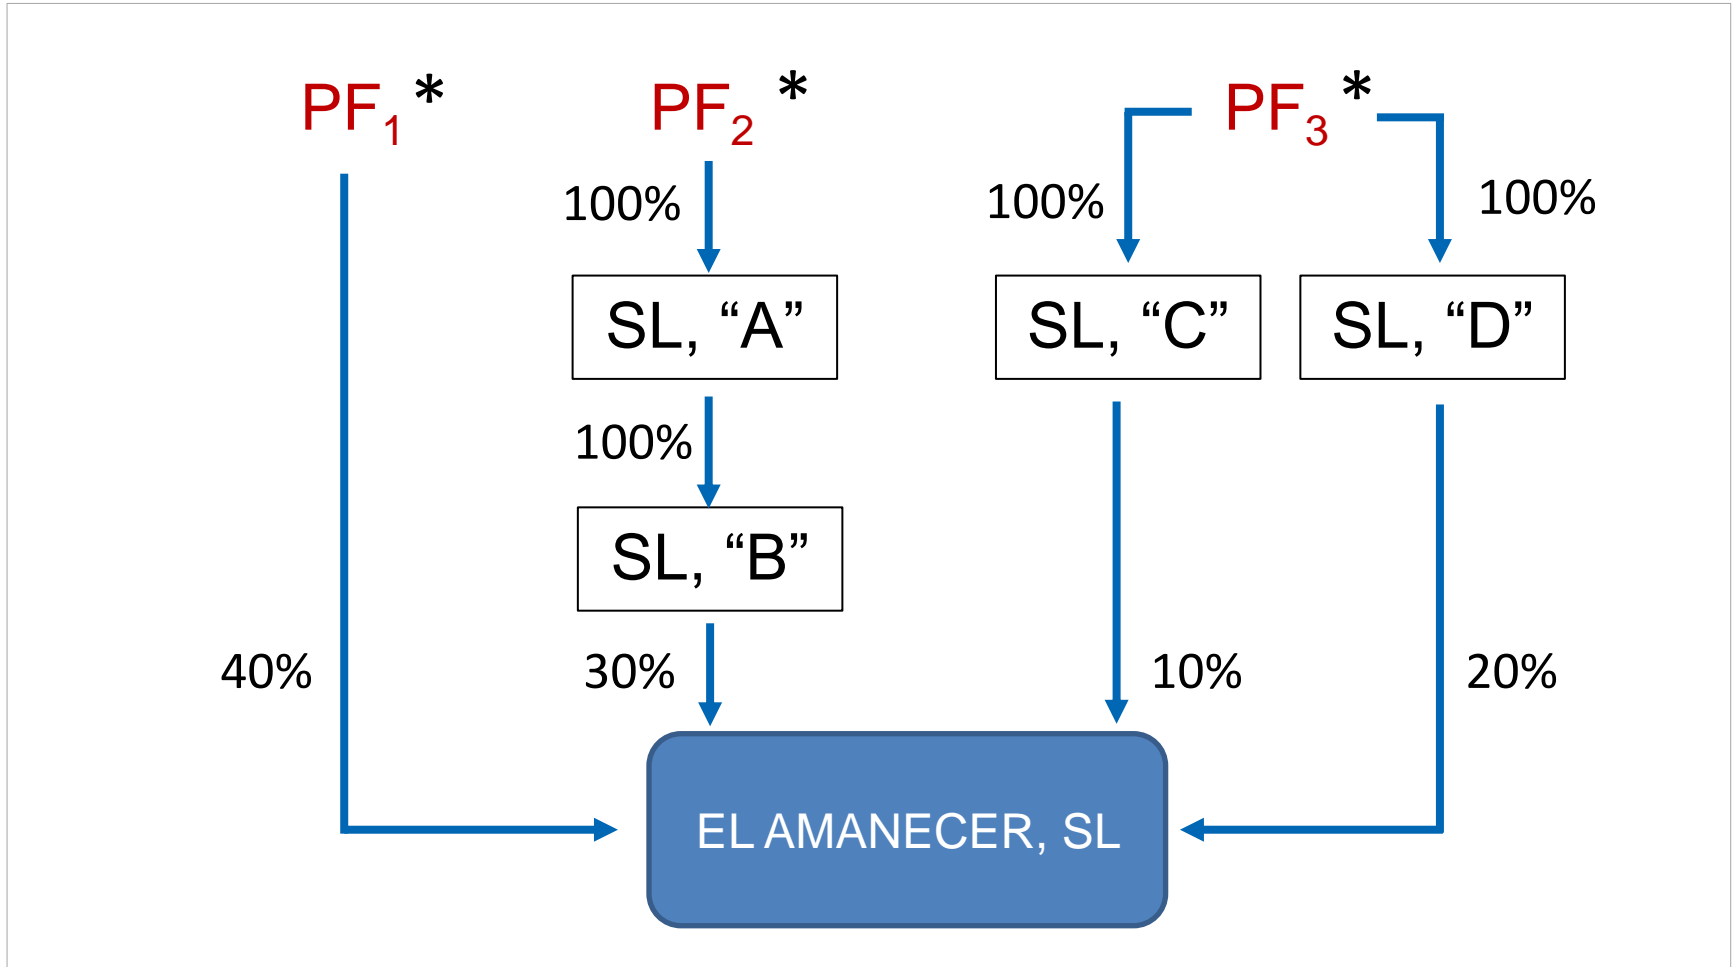 PF1 *
PF2 *
PF3 *
100%
100%
100%
SL, “A”
SL, “C”
SL, “D”
100%
SL, “B”
40%
30%
10%
20%
EL AMANECER, SL